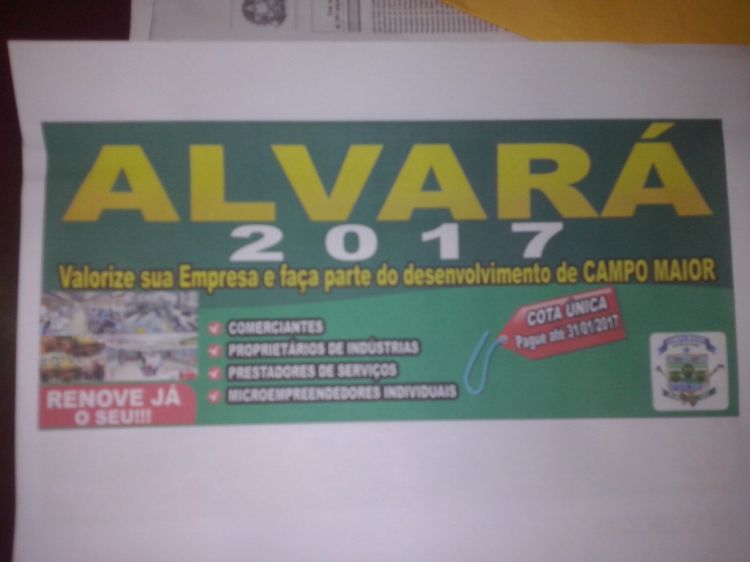 ALVARÁ
2017
Valorize sua Empresa e faça parte do desenvolvimento de CAMPO MAIOR
COMERCIANTES
PROPRIETÁRIOS DE INDÚSTRIAS
PRESTADORES DE SERVIÇOS
MICROEMPREENDEDORES INDIVIDUAIS
COTA ÚNICA
Pague ate 31/01/2017
RENOVE JÁ
O SEU!!!